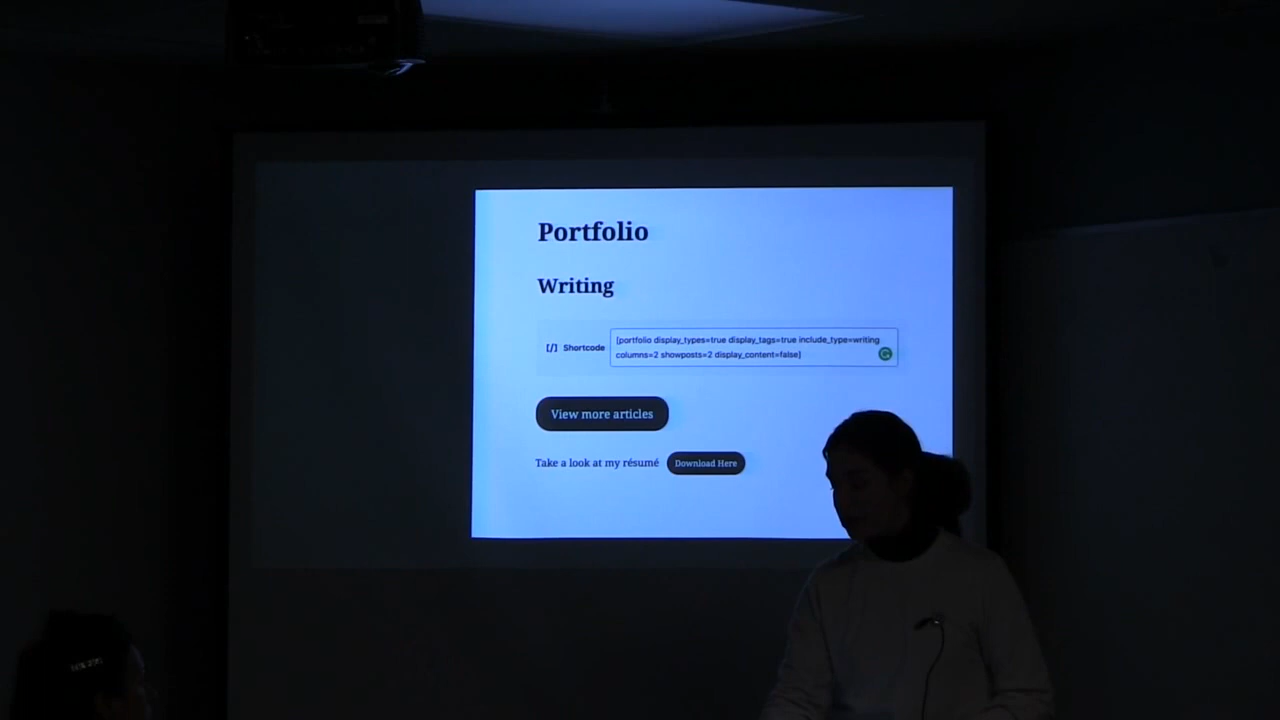 Portfolio
Writing
[/] Shortcode
[portfolio display_types=true display_tags=true include_type=writing
columns=2 showposts=2 display_content=false]
View more articles
Take a look at my résumé Download Here